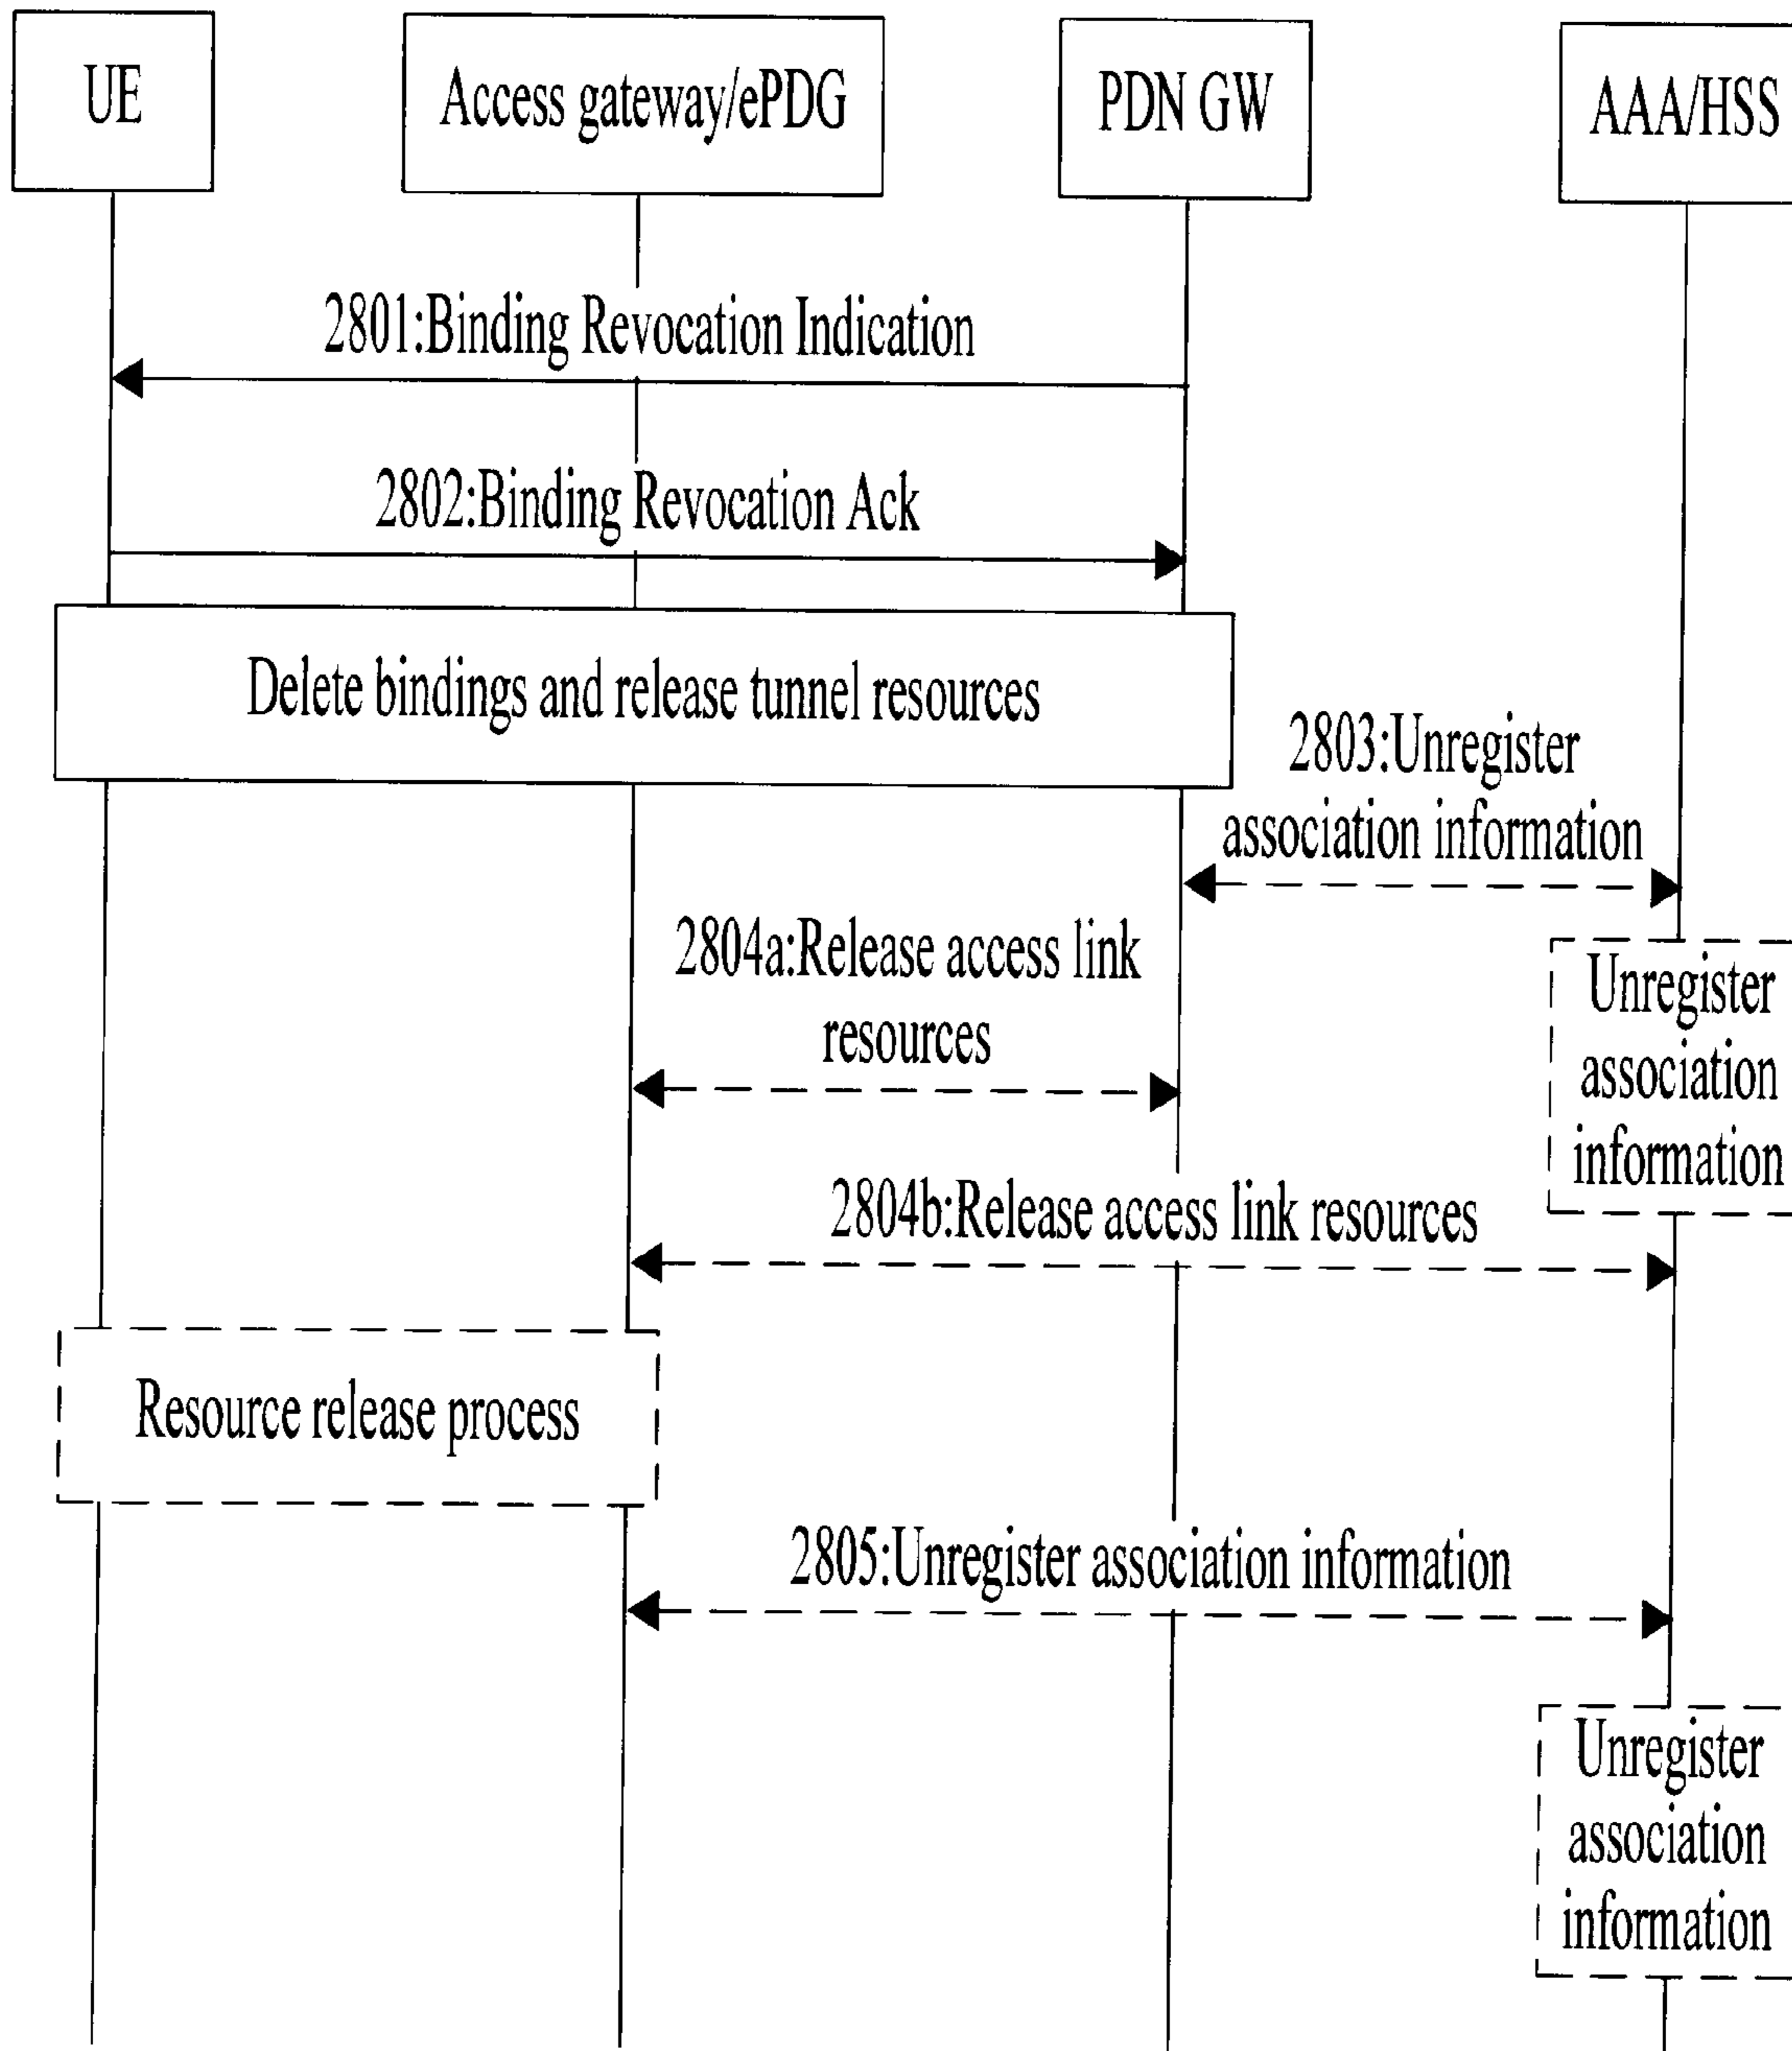 UE
Access gateway/ePDG
PDN GW
AAA/HSS
2801:Binding Revocation Indication
2802:Binding Revocation Ack
Delete bindings and release tunnel resources
2803:Unregister
association information
2804a:Release access link
resources
Unregister
association
information
2804b:Release access link resources
Resource release process
2805:Unregister association information
Unregister
association
information